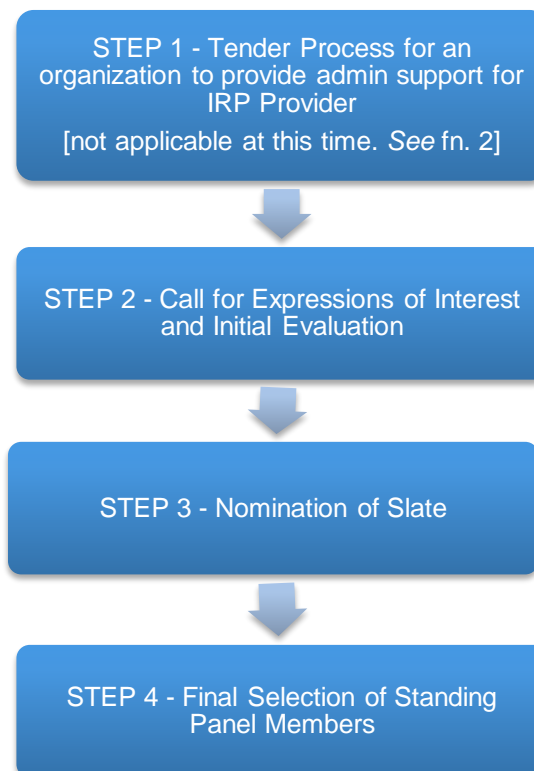 STEP 1 - Tender Process for an
organization to provide admin support for
IRP Provider
[not applicable at this time. See fn. 2]
STEP 2 - Call for Expressions of Interest
and Initial Evaluation
STEP 3 - Nomination of Slate
STEP 4 - Final Selection of Standing
Panel Members